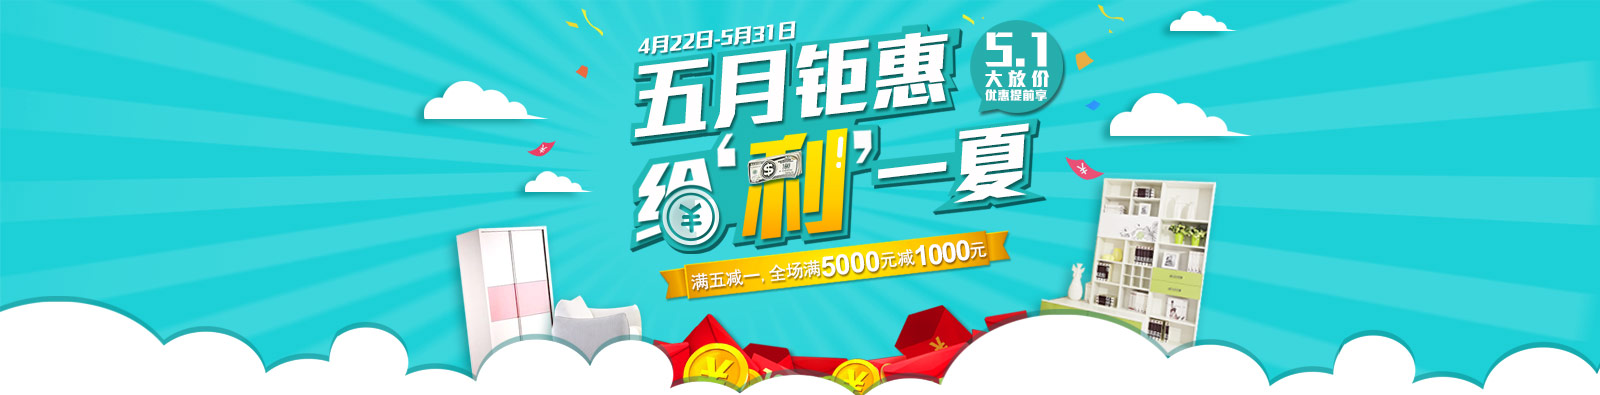 4月22日-5月31日
五月钜惠
给‘利’一夏
5.1
大放价
优惠提前享
满五减一, 全场满5000元减1000元